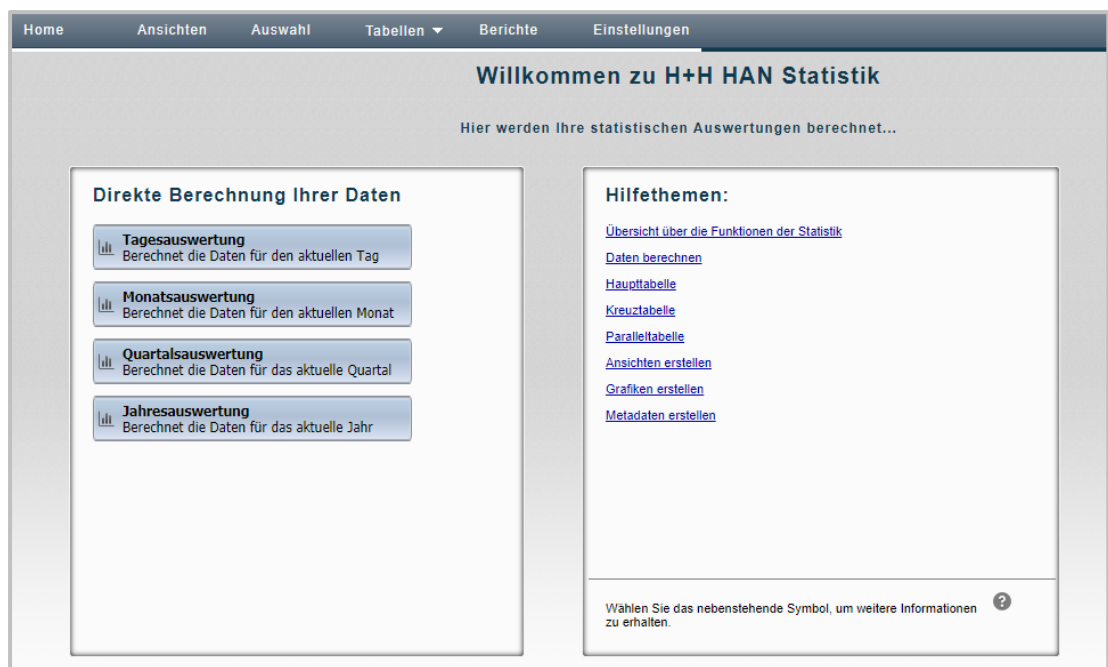 Home Ansichten Auswahl Tabellen Berichte Einstellungen
Willkommen zu H+H HAN Statistik
Hier werden Ihre statistischen Auswertungen berechnet...
Direkte Berechnung Ihrer Daten
Tagesauswertung
Berechnet die Daten für den aktuellen Tag
Monatsauswertung
Berechnet die Daten für den aktuellen Monat
Quartalsauswertung
Berechnet die Daten für das aktuelle Quartal
Jahresauswertung
Berechnet die Daten für das aktuelle Jahr
Hilfethemen:
Übersicht über die Funktionen der Statistik
Daten berechnen
Haupttabelle
Kreuztabelle
Paralleltabelle
Ansichten erstellen
Grafiken erstellen
Metadaten erstellen
Wählen Sie das nebenstehende Symbol, um weitere Informationen ?
zu erhalten.